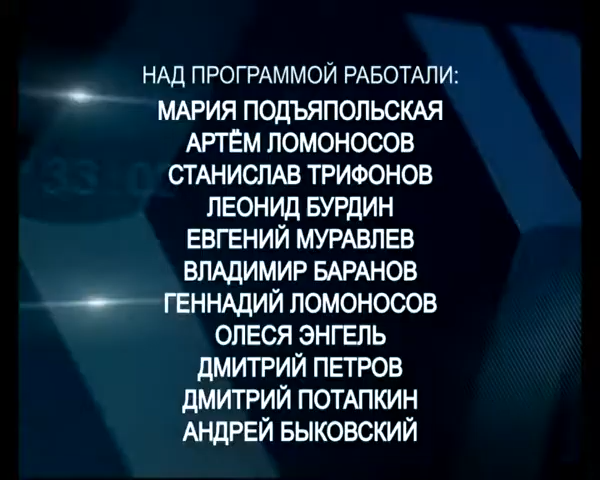 НАД ПРОГРАММОЙ РАБОТАЛИ:
МАРИЯ ПОДЪЯПОЛЬСКАЯ
АРТЁМ ЛОМОНОСОВ
СТАНИСЛАВ ТРИФОНОВ
ЛЕОНИД БУРДИН
ЕВГЕНИЙ МУРАВЛЕВ
ВЛАДИМИР БАРАНОВ
ГЕННАДИЙ ЛОМОНОСОВ
ОЛЕСЯ ЭНГЕЛЬ
ДМИТРИЙ ПЕТРОВ
ДМИТРИЙ ПОТАПКИН
АНДРЕЙ БЫКОВСКИЙ